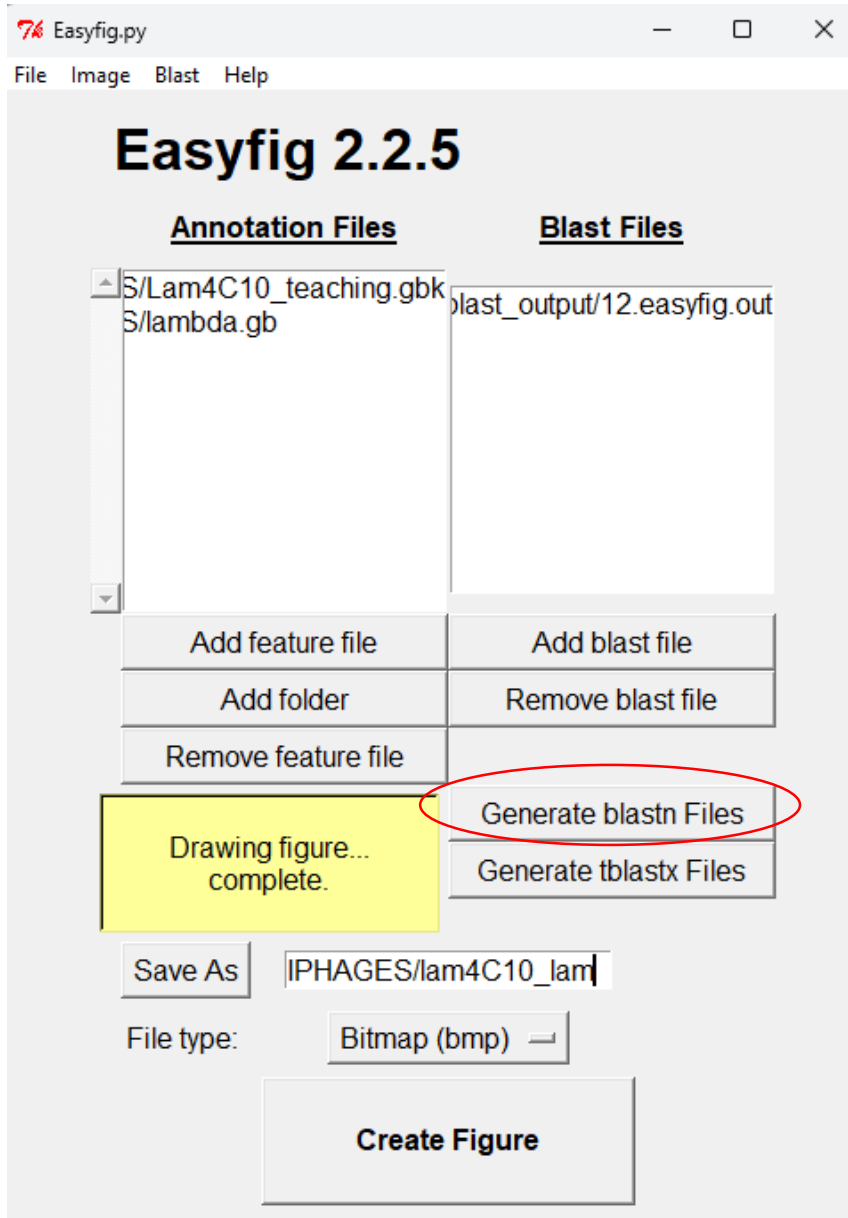 Easyfig.py
File Image Blast Help
Easyfig 2.2.5
Annotation Files
Blast Files
S/Lam4C10_teaching.gbk
S/lambda.gb
blast_output/12.easyfig.out
Add feature file
Add blast file
Add folder
Remove blast file
Remove feature file
Generate blastn Files
Drawing figure...
complete.
Generate tblastx Files
Save As
IPHAGES/lam4C10_lam
File type:
Bitmap (bmp)
Create Figure